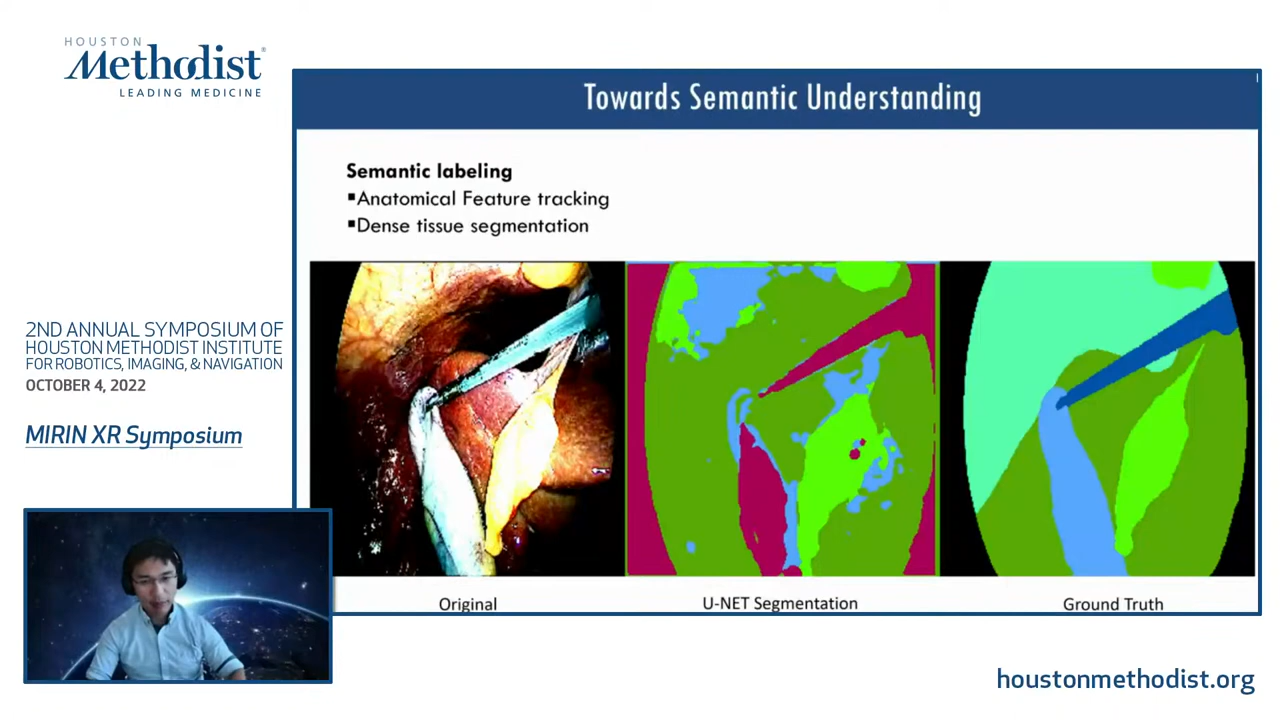 HOUSTON
Methodist®
LEADING MEDICINE
Towards Semantic Understanding
Semantic labeling
▪Anatomical Feature tracking
▪Dense tissue segmentation
2ND ANNUAL SYMPOSIUM OF
HOUSTON METHODIST INSTITUTE
FOR ROBOTICS, IMAGING, & NAVIGATION
OCTOBER 4, 2022
MIRIN XR Symposium
Original
U-NET Segmentation
Ground Truth
houstonmethodist.org